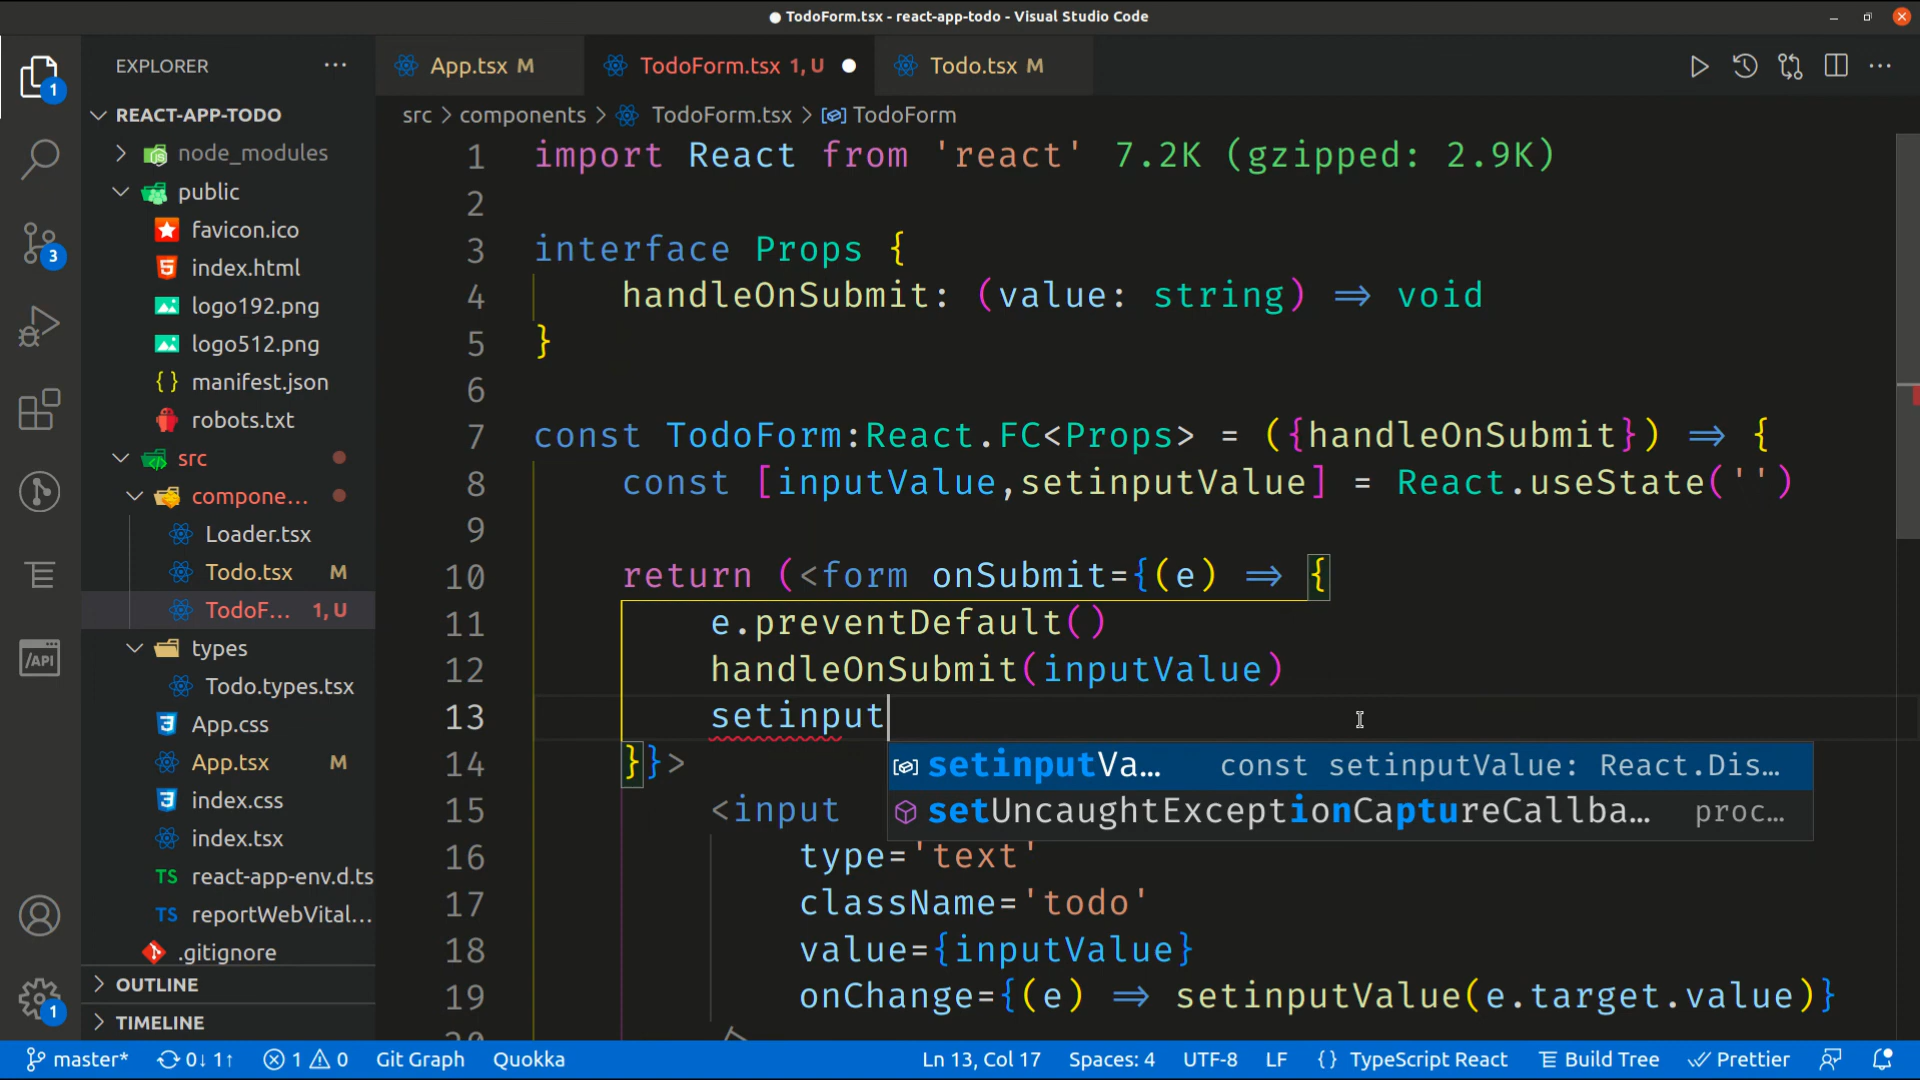 TodoForm.tsx - react-app-todo - Visual Studio Code
EXPLORER
REACT-APP-TODO
node_modules
public
favicon.ico
index.html
logo192.png
logo512.png
manifest.json
robots.txt
src
compone...
Loader.tsx
Todo.tsx M
TodoF... 1, U
types
Todo.types.tsx
App.css
App.tsx M
index.css
index.tsx
TS react-app-env.d.ts
TS reportWebVital...
.gitignore
OUTLINE
TIMELINE
1
3
/API
1
App.tsx M
TodoForm.tsx 1, U
Todo.tsx M
src > components > TodoForm.tsx > TodoForm
1 import React from 'react' 7.2K (gzipped: 2.9K)
2
3 interface Props {
4 handleOnSubmit: (value: string) ⇒ void
5 }
6
7 const TodoForm:React.FC<Props> = ({handleOnSubmit}) ⇒ {
8 const [inputValue,setinputValue] = React.useState('')
9
10 return (<form onSubmit={(e) ⇒ {
11 e.preventDefault()
12 handleOnSubmit(inputValue)
13 setinput
14 }}>
setinputVa... const setinputValue: React.Dis...
setUncaughtExceptionCaptureCallba... proc...
15 <input
16 type='text'
17 className='todo'
18 value={inputValue}
19 onChange={(e) ⇒ setinputValue(e.target.value)}
master* 0↓ 1↑ 1 0 Git Graph Quokka Ln 13, Col 17 Spaces: 4 UTF-8 LF {} TypeScript React Build Tree Prettier